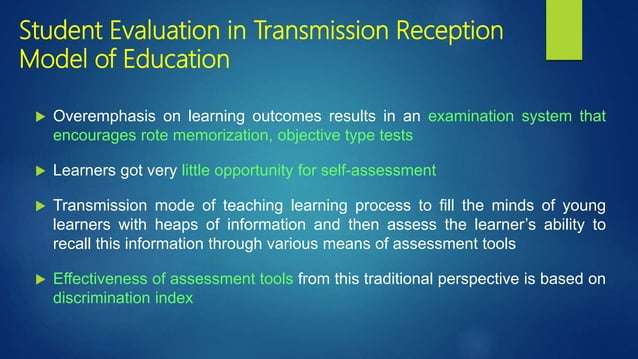 Student Evaluation in Transmission Reception
Model of Education
Overemphasis on learning outcomes results in an examination system that
encourages rote memorization, objective type tests
Learners got very little opportunity for self-assessment
Transmission mode of teaching learning process to fill the minds of young
learners with heaps of information and then assess the learner's ability to
recall this information through various means of assessment tools
Effectiveness of assessment tools from this traditional perspective is based on
discrimination index